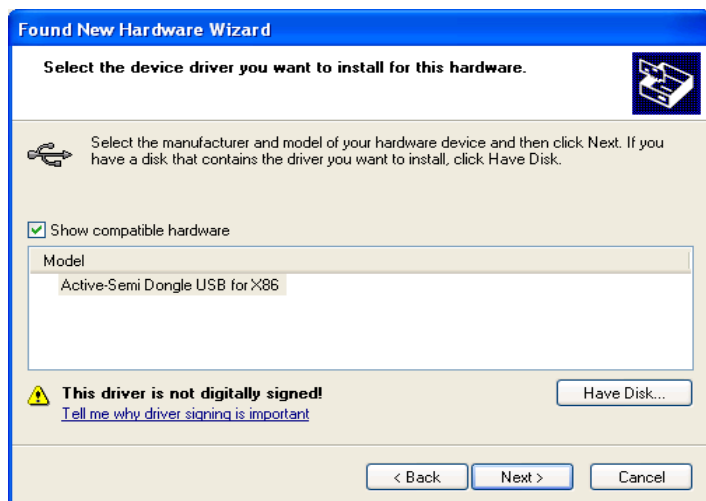 Found New Hardware Wizard
Select the device driver you want to install for this hardware.
Select the manufacturer and model of your hardware device and then click Next. If you
have a disk that contains the driver you want to install, click Have Disk.
Show compatible hardware
Model
Active-Semi Dongle USB for X86
This driver is not digitally signed!
Have Disk...
Tell me why driver signing is important
< Back
Next >
Cancel